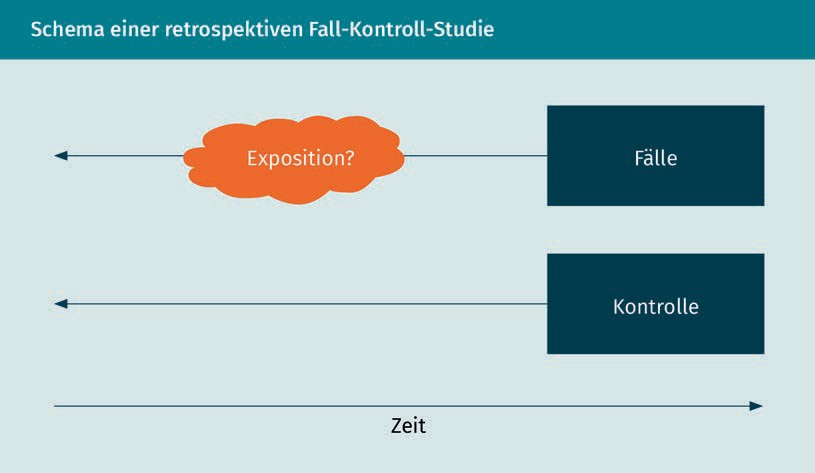 Schema einer retrospektiven Fall-Kontroll-Studie
Exposition?
Fälle
Kontrolle
Zeit